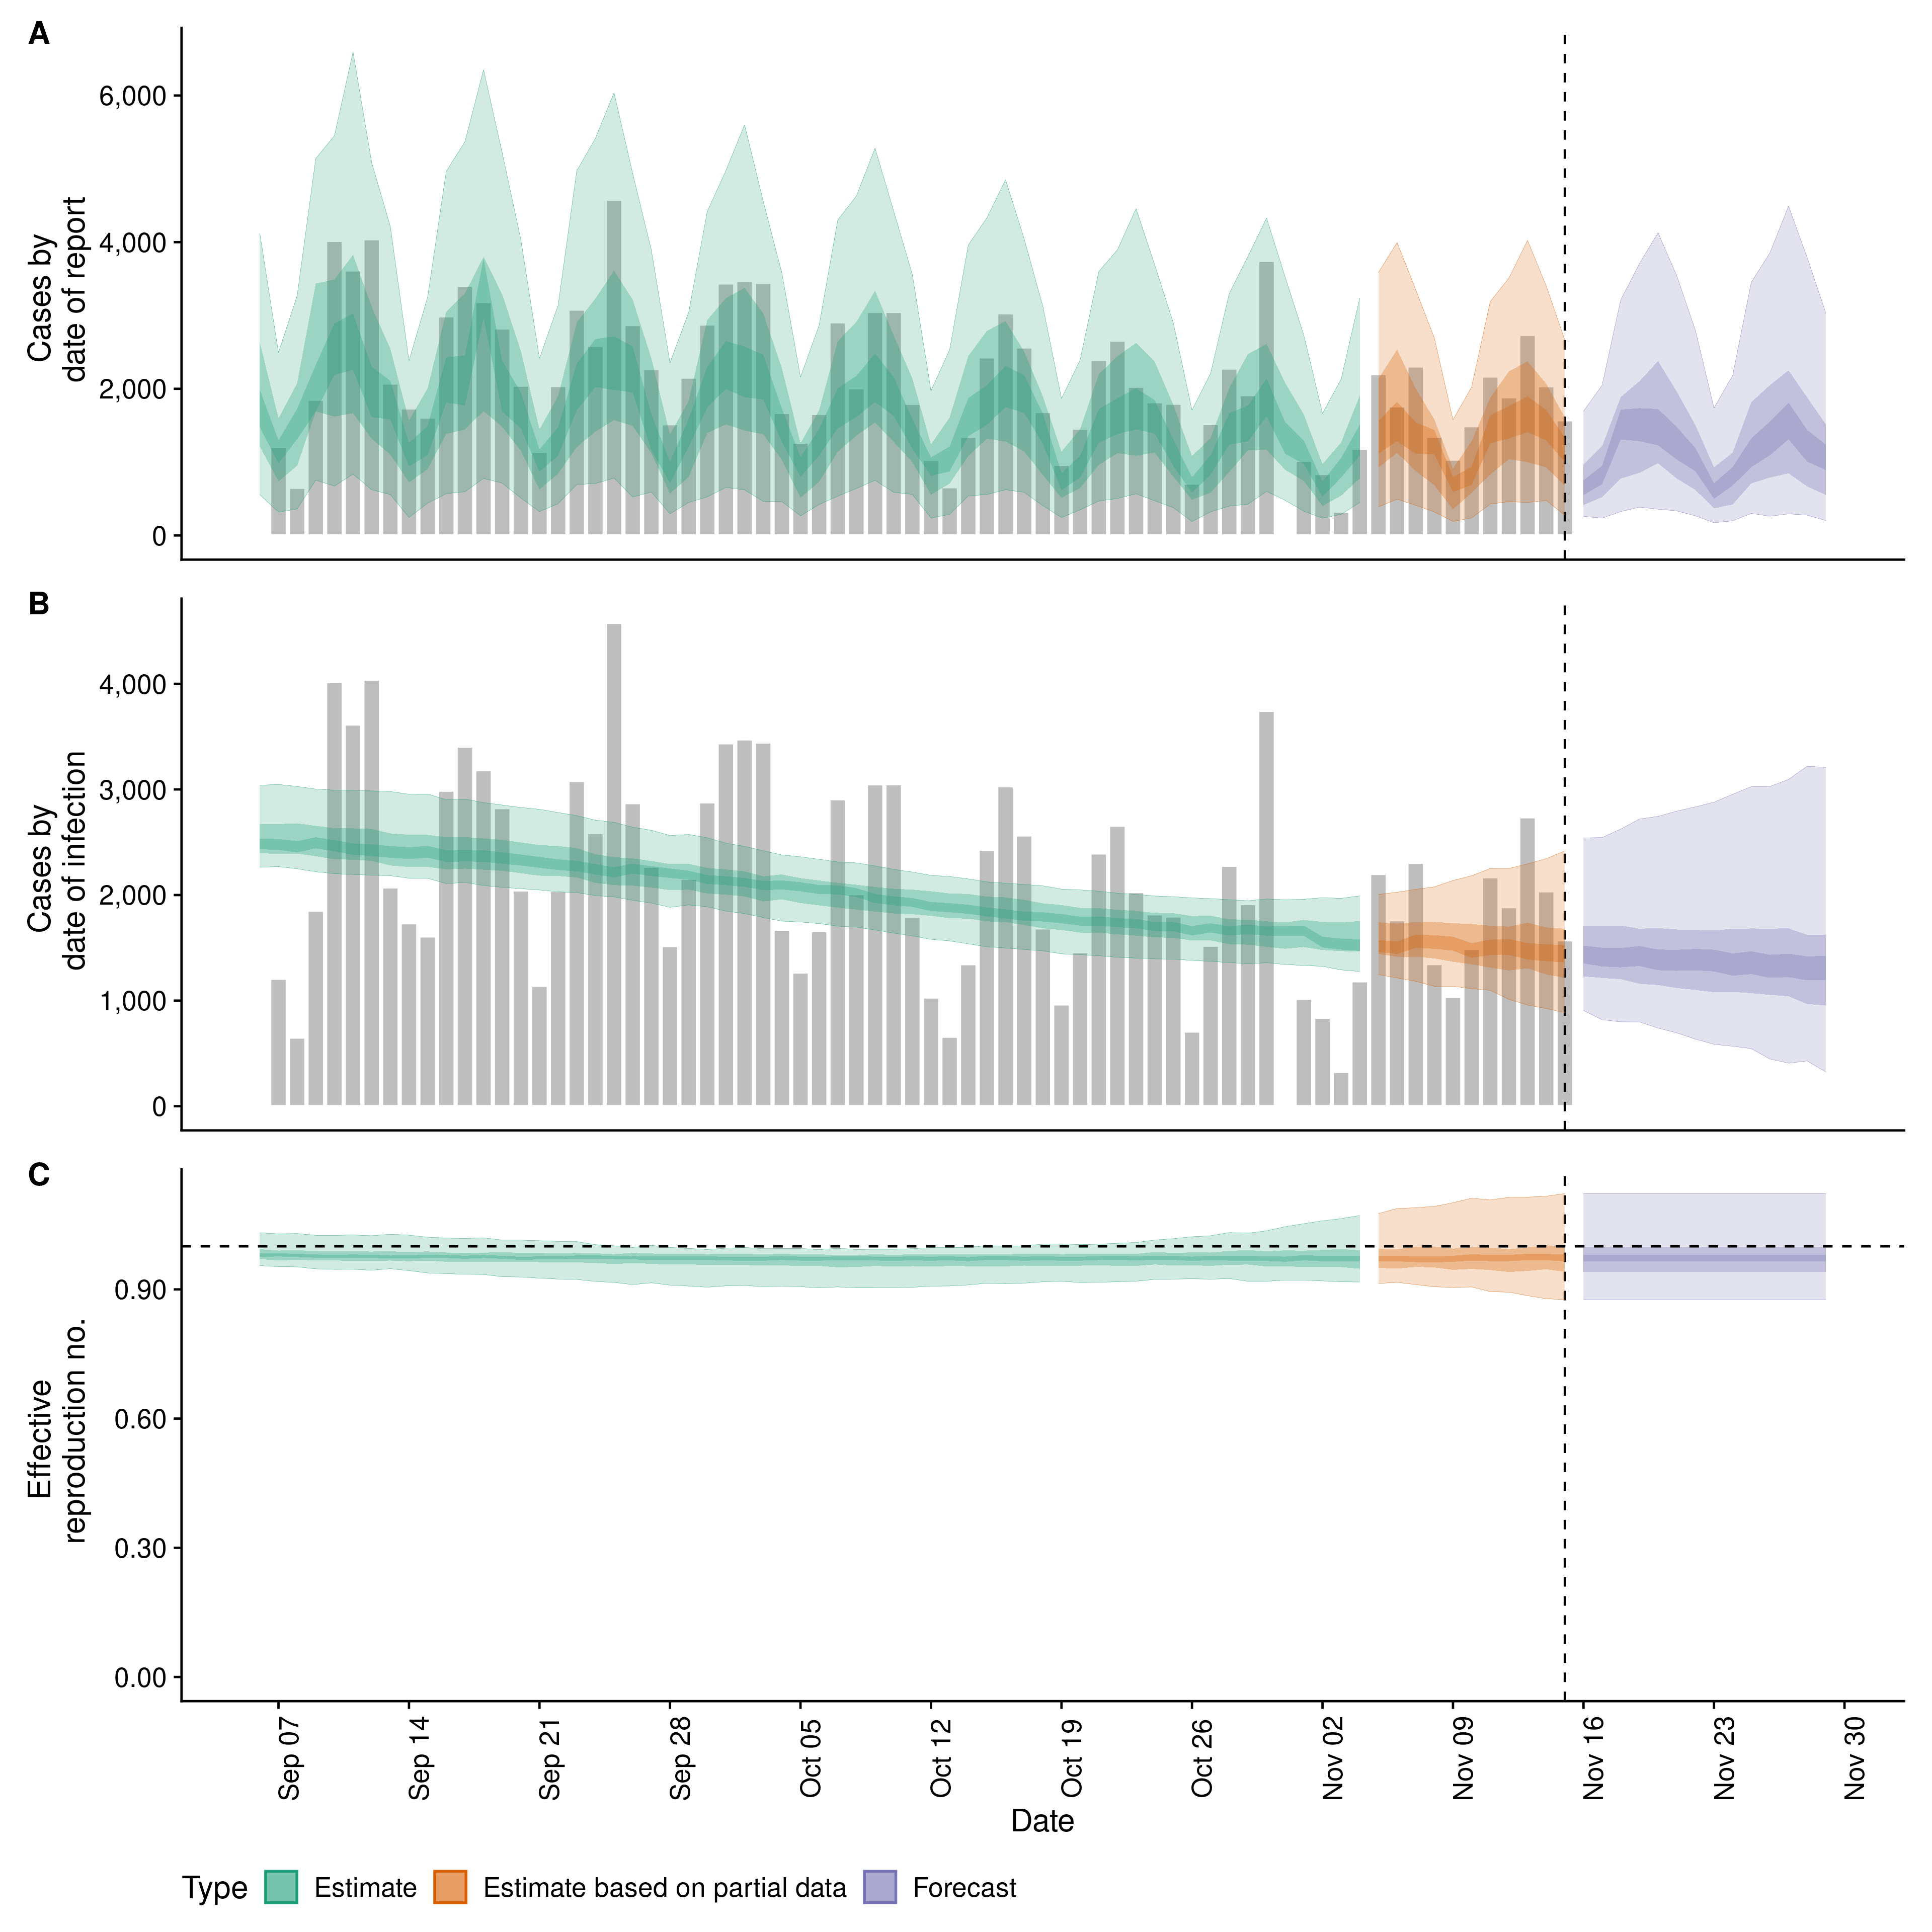 A
Cases by
date of report
6,000
4,000
2,000
0
B
Cases by
date of infection
4,000
3,000
2,000
1,000
0
C
Effective
reproduction no.
0.90
0.60
0.30
0.00
Sep 07
Sep 14
Sep 21
Sep 28
Oct 05
Oct 12
Oct 19
Oct 26
Nov 02
Nov 09
Nov 16
Nov 23
Nov 30
Date
Type Estimate Estimate based on partial data Forecast